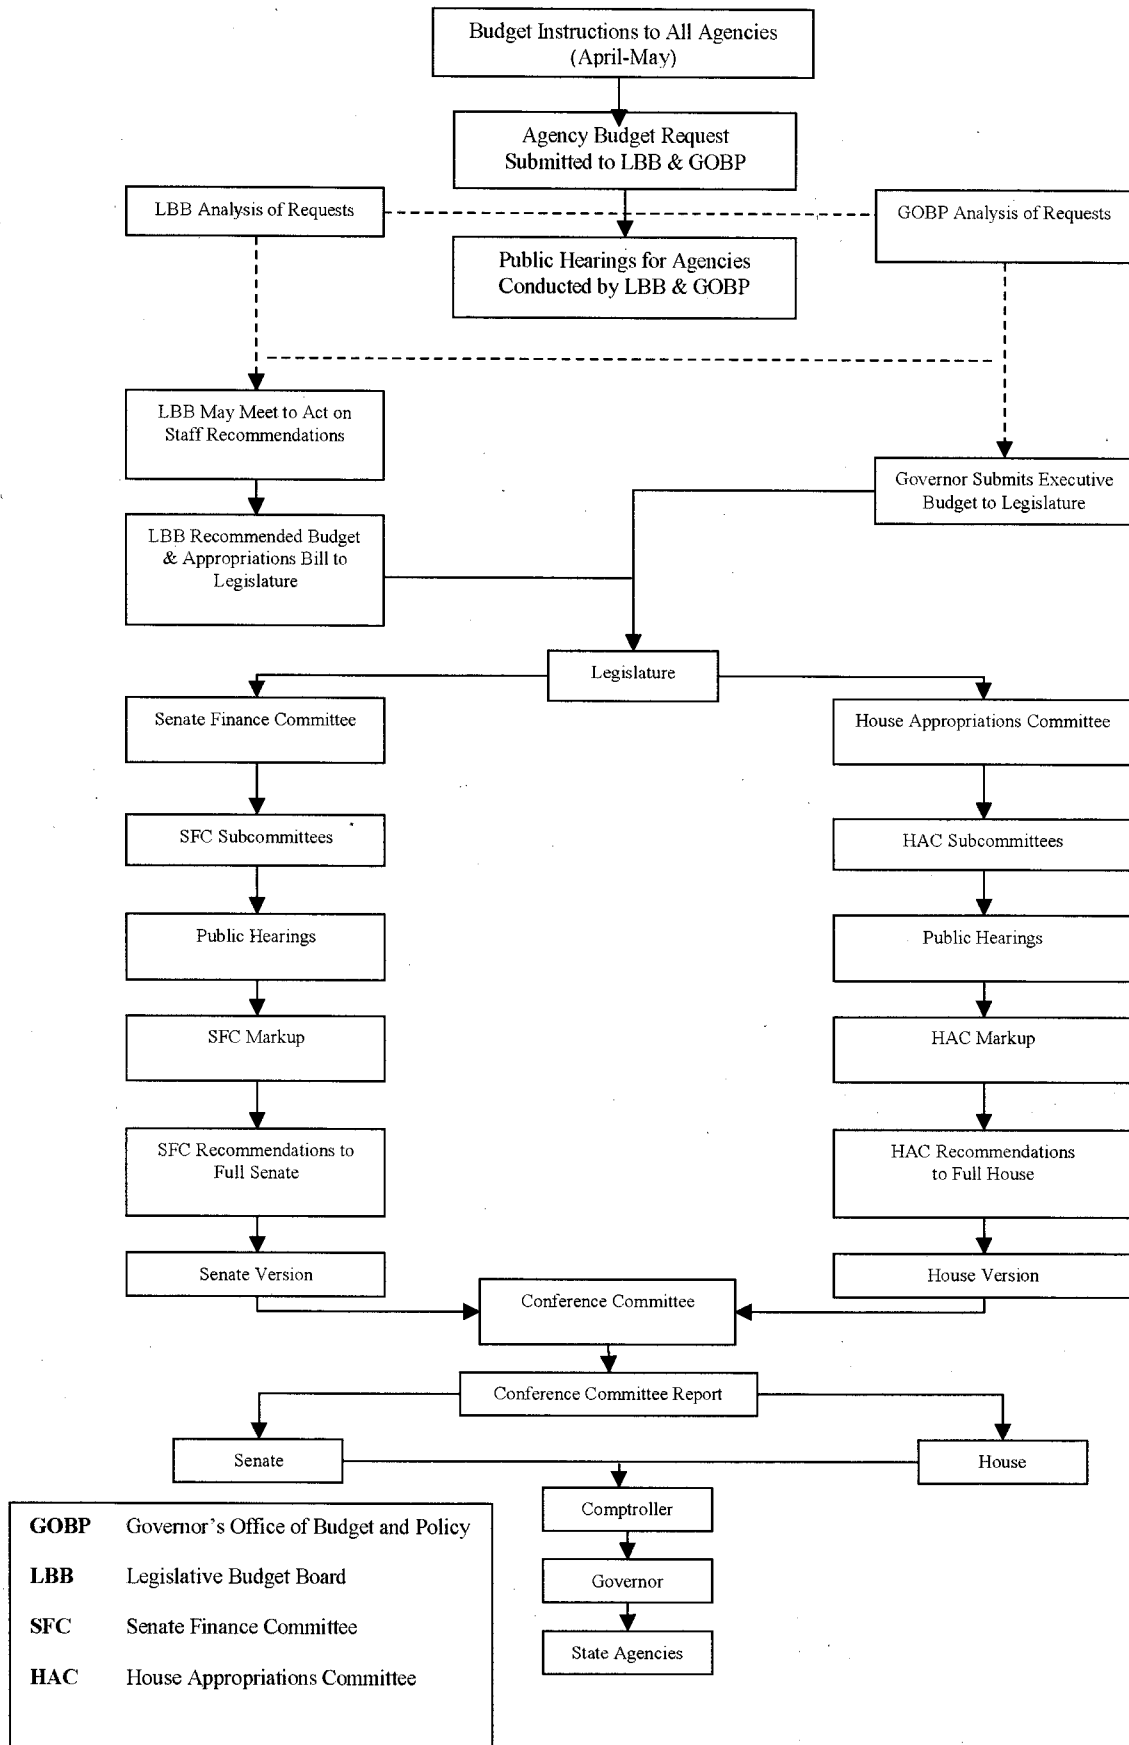 Budget Instructions to All Agencies
(April-May)
Agency Budget Request
Submitted to LBB & GOBP
LBB Analysis of Requests
GOBP Analysis of Requests
Public Hearings for Agencies
Conducted by LBB & GOBP
LBB May Meet to Act on
Staff Recommendations
Governor Submits Executive
Budget to Legislature
LBB Recommended Budget
& Appropriations Bill to
Legislature
Legislature
Senate Finance Committee
House Appropriations Committee
SFC Subcommittees
HAC Subcommittees
Public Hearings
Public Hearings
SFC Markup
HAC Markup
SFC Recommendations to
Full Senate
HAC Recommendations
to Full House
Senate Version
House Version
Conference Committee
Conference Committee Report
Senate
House
Comptroller
Governor
State Agencies
GOBP Governor's Office of Budget and Policy
LBB Legislative Budget Board
SFC Senate Finance Committee
HAC House Appropriations Committee